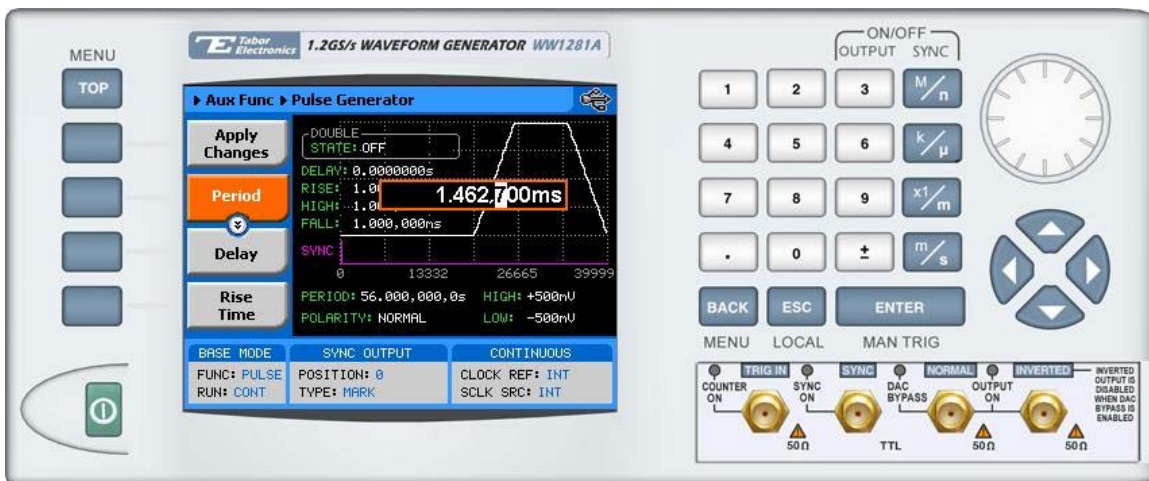 MENU
TOP
Tabor Electronics 1.2GS/s WAVEFORM GENERATOR WW1281A
Aux Func Pulse Generator
Apply Changes
Period
Delay
Rise Time
DOUBLE
STATE: OFF
DELAY: 0.0000000s
RISE: 1.0
HIGH: 1.0
FALL: 1.000,000ms
1.462,700ms
SYNC
0 13332 26665 39999
PERIOD: 56.000,000,0s HIGH: +500mV
POLARITY: NORMAL LOW: -500mV
BASE MODE SYNC OUTPUT CONTINUOUS
FUNC: PULSE POSITION: 0 CLOCK REF: INT
RUN: CONT TYPE: MARK SCLK SRC: INT
ON/OFF
OUTPUT SYNC
1 2 3 M/n
4 5 6 k/µ
7 8 9 x1/m
. 0 ± m/s
BACK ESC ENTER
MENU LOCAL MAN TRIG
TRIG IN SYNC NORMAL INVERTED
COUNTER ON
SYNC ON
DAC BYPASS
OUTPUT ON
INVERTED OUTPUT IS DISABLED WHEN DAC BYPASS IS ENABLED
50Ω TTL 50Ω 50Ω